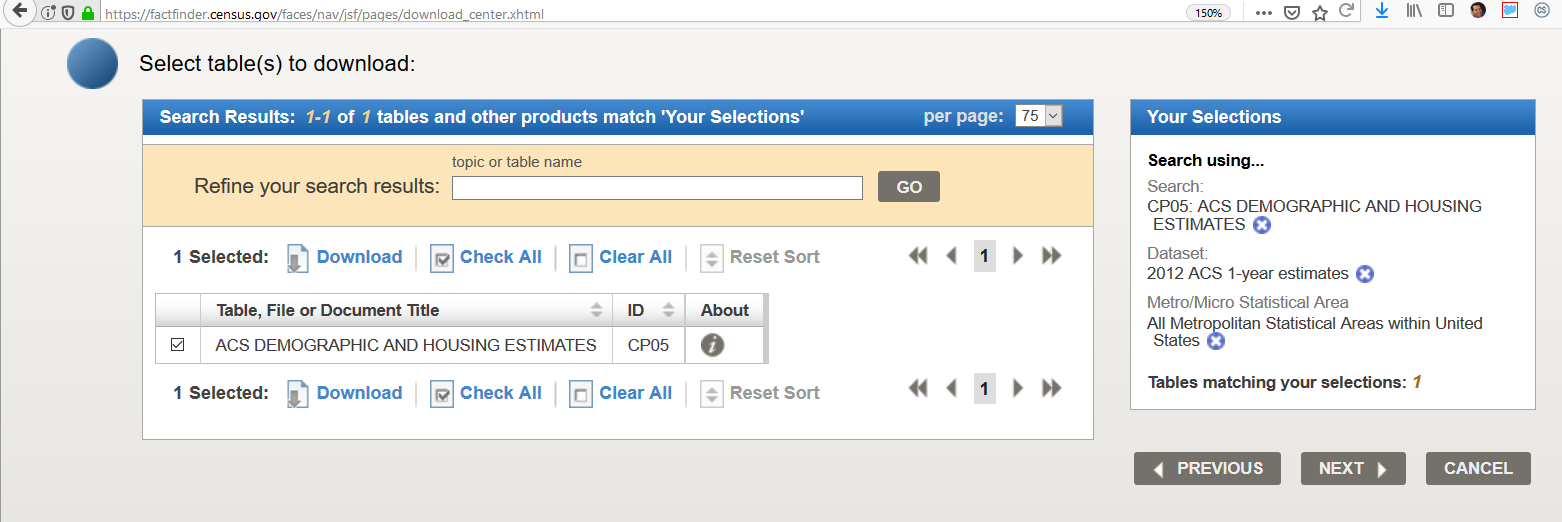 https://factfinder.census.gov/faces/nav/jsf/pages/download_center.xhtml
150%
CS
Select table(s) to download:
Search Results: 1-1 of 1 tables and other products match 'Your Selections'
per page: 75
topic or table name
Refine your search results:
GO
1 Selected: Download Check All Clear All Reset Sort
1
Table, File or Document Title ID About
ACS DEMOGRAPHIC AND HOUSING ESTIMATES CP05 i
1 Selected: Download Check All Clear All Reset Sort
1
Your Selections
Search using...
Search:
CP05: ACS DEMOGRAPHIC AND HOUSING
ESTIMATES
Dataset:
2012 ACS 1-year estimates
Metro/Micro Statistical Area
All Metropolitan Statistical Areas within United
States
Tables matching your selections: 1
PREVIOUS NEXT CANCEL